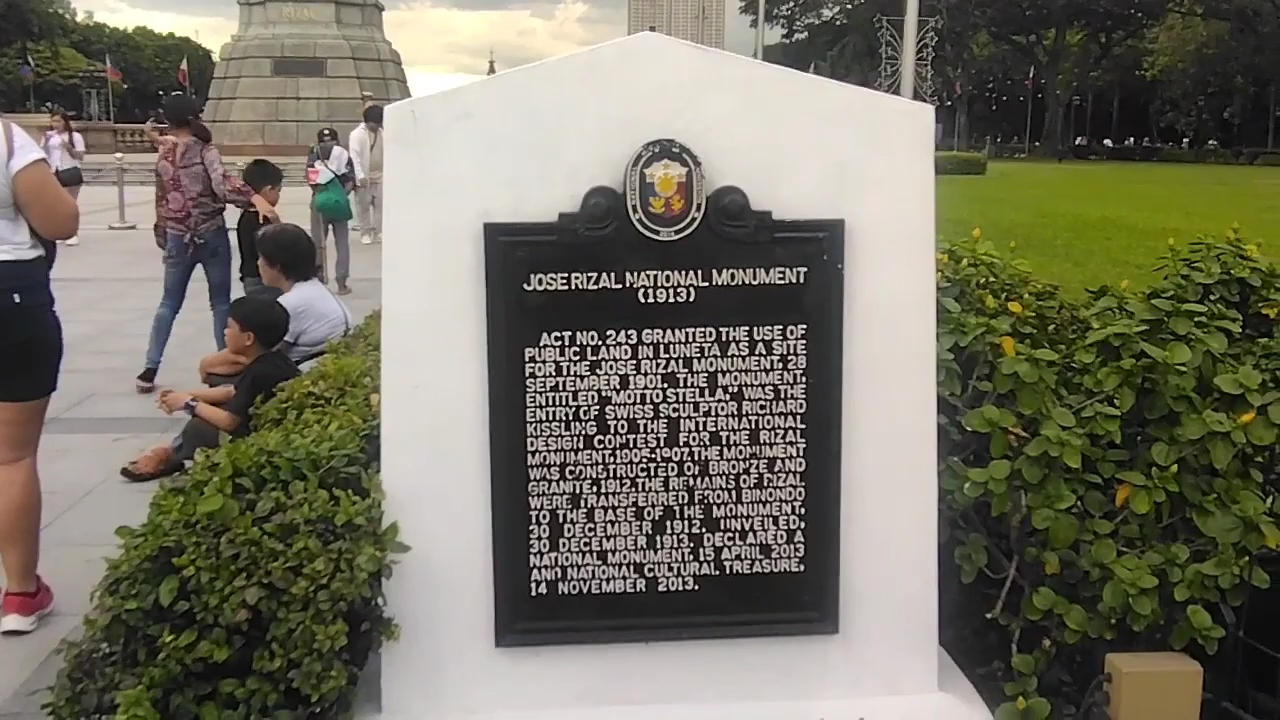 RIZAL
2014
JOSE RIZAL NATIONAL MONUMENT
(1913)
ACT NO. 243 GRANTED THE USE OF
PUBLIC LAND IN LUNETA AS A SITE
FOR THE JOSE RIZAL MONUMENT, 28
SEPTEMBER 1901. THE MONUMENT,
ENTITLED "MOTTO STELLA," WAS THE
ENTRY OF SWISS SCULPTOR RICHARD
KISSLING TO THE INTERNATIONAL
DESIGN CONTEST FOR THE RIZAL
MONUMENT, 1905-1907. THE MONUMENT
WAS CONSTRUCTED OF BRONZE AND
GRANITE, 1912. THE REMAINS OF RIZAL
WERE TRANSFERRED FROM BINONDO
TO THE BASE OF THE MONUMENT,
30 DECEMBER 1912. UNVEILED,
30 DECEMBER 1913. DECLARED A
NATIONAL MONUMENT, 15 APRIL 2013
AND NATIONAL CULTURAL TREASURE,
14 NOVEMBER 2013.